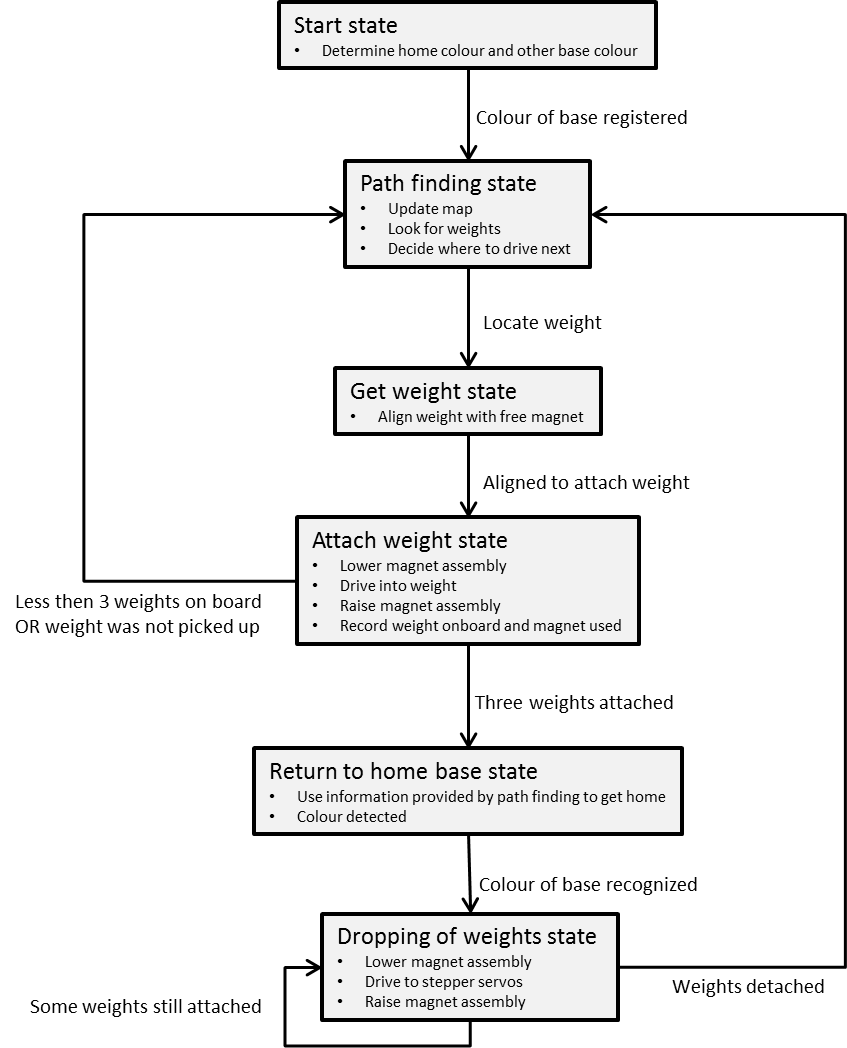 Start state
• Determine home colour and other base colour
Colour of base registered
Path finding state
• Update map
• Look for weights
• Decide where to drive next
Locate weight
Get weight state
• Align weight with free magnet
Aligned to attach weight
Attach weight state
• Lower magnet assembly
• Drive into weight
• Raise magnet assembly
• Record weight onboard and magnet used
Less then 3 weights on board
OR weight was not picked up
Three weights attached
Return to home base state
• Use information provided by path finding to get home
• Colour detected
Colour of base recognized
Dropping of weights state
• Lower magnet assembly
• Drive to stepper servos
• Raise magnet assembly
Weights detached
Some weights still attached